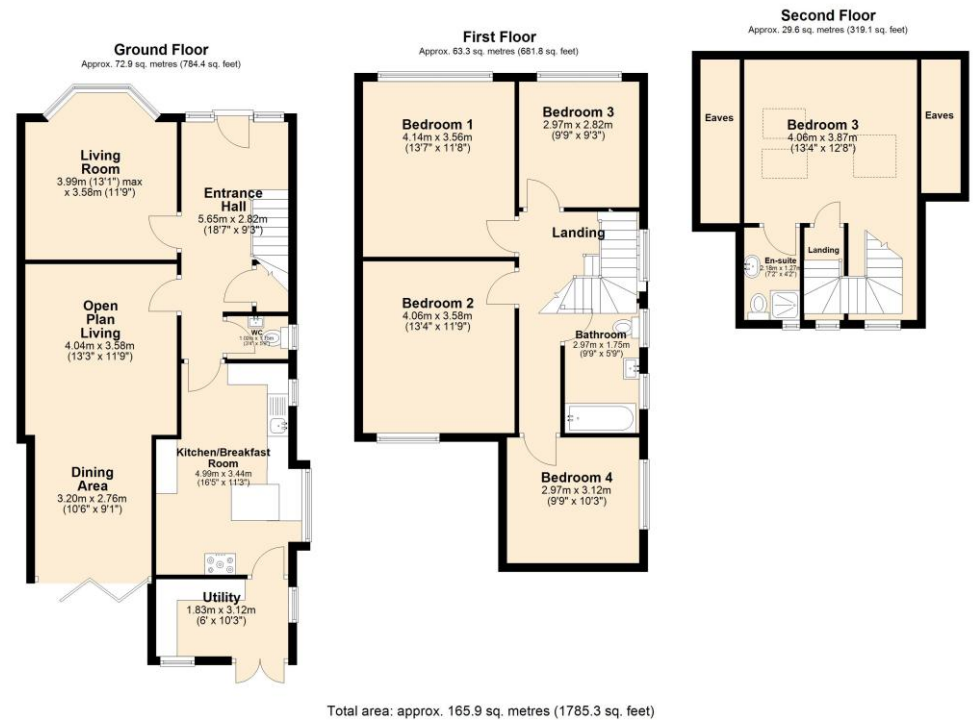 Ground Floor
Approx. 72.9 sq. metres (784.4 sq. feet)
Living
Room
3.99m (13'1") max
x 3.58m (11'9")
Entrance
Hall
5.65m x 2.82m
(18'7" x 9'3")
Open
Plan
Living
4.04m x 3.58m
(13'3" x 11'9")
WC
Kitchen/Breakfast
Room
4.99m x 3.44m
(16'5" x 11'3")
Dining
Area
3.20m x 2.76m
(10'6" x 9'1")
Utility
1.83m x 3.12m
(6' x 10'3")
First Floor
Approx. 63.3 sq. metres (681.8 sq. feet)
Bedroom 1
4.14m x 3.56m
(13'7" x 11'8")
Bedroom 3
2.97m x 2.82m
(9'9" x 9'3")
Landing
Bedroom 2
4.06m x 3.58m
(13'4" x 11'9")
Bathroom
2.97m x 1.75m
(9'9" x 5'9")
Bedroom 4
2.97m x 3.12m
(9'9" x 10'3")
Second Floor
Approx. 29.6 sq. metres (319.1 sq. feet)
Eaves
Bedroom 3
4.06m x 3.87m
(13'4" x 12'8")
Eaves
En-suite
2.18m x 1.27m
(7'2" x 4'2")
Landing
Total area: approx. 165.9 sq. metres (1785.3 sq. feet)